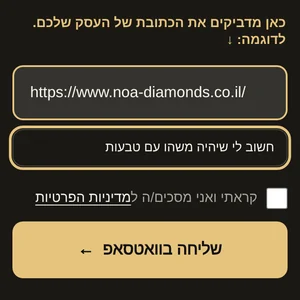 כאן מדביקים את הכתובת של העסק שלכם.
לדוגמה: ↓
https://www.noa-diamonds.co.il/
חשוב לי שיהיה משהו עם טבעות
קראתי ואני מסכים/ה למדיניות הפרטיות
שליחה בוואטסאפ ←